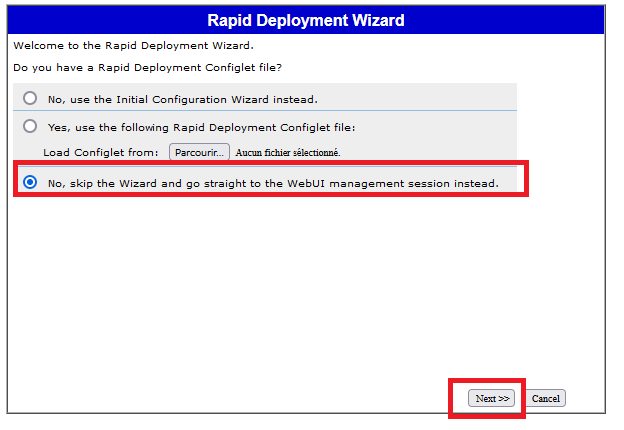 Rapid Deployment Wizard
Welcome to the Rapid Deployment Wizard.
Do you have a Rapid Deployment Configlet file?
No, use the Initial Configuration Wizard instead.
Yes, use the following Rapid Deployment Configlet file:
Load Configlet from: Parcourir... Aucun fichier sélectionné.
No, skip the Wizard and go straight to the WebUI management session instead.
Next >> Cancel